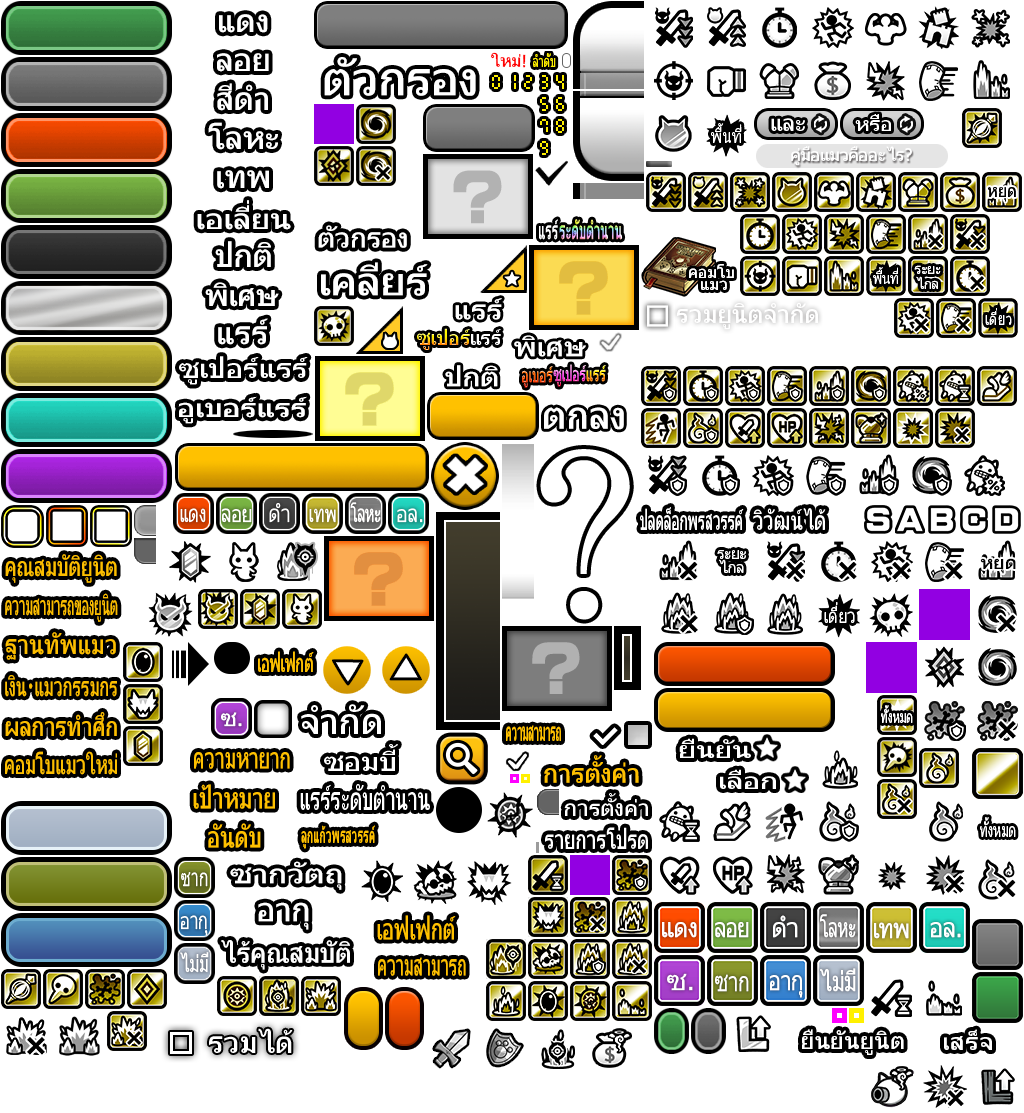 แดง
ลอย
สีดำ
โลหะ
เทพ
เอเลี่ยน
ปกติ
พิเศษ
แรร์
ซูเปอร์แรร์
อูเบอร์แรร์
ใหม่! ลำดับ
ตัวกรอง
0 1 2 3 4
5 6
7 8
9
ตัวกรอง
เคลียร์
แรร์ระดับตำนาน
แรร์
ซูเปอร์แรร์
พิเศษ
อูเบอร์ซูเปอร์แรร์
ปกติ
ตกลง
และ
หรือ
พื้นที่
คู่มือแมวคืออะไร?
หยุด
คอมโบ
แมว
พื้นที่
ระยะ
ไกล
เดี่ยว
รวมยูนิตจำกัด
HP
ปลดล็อกพรสวรรค์
วิวัฒน์ได้
S A B C D
ระยะ
ไกล
หยุด
เดี่ยว
แดง
ลอย
ดำ
เทพ
โลหะ
อล.
คุณสมบัติยูนิต
ความสามารถของยูนิต
ฐานทัพแมว
เงิน·แมวกรรมกร
ผลการทำศึก
คอมโบแมวใหม่
เอฟเฟกต์
ซ.
จำกัด
ความหายาก
ซอมบี้
เป้าหมาย
แรร์ระดับตำนาน
อันดับ
ลูกแก้วพรสวรรค์
ความสามารถ
การตั้งค่า
การตั้งค่า
รายการโปรด
ยืนยัน
เลือก
ทั้งหมด
ทั้งหมด
ซาก
ซากวัตถุ
อากุ
อากุ
ไม่มี
ไร้คุณสมบัติ
เอฟเฟกต์
ความสามารถ
HP
แดง
ลอย
ดำ
โลหะ
เทพ
อล.
ซ.
ซาก
อากุ
ไม่มี
รวมได้
ยืนยันยูนิต
เสร็จ